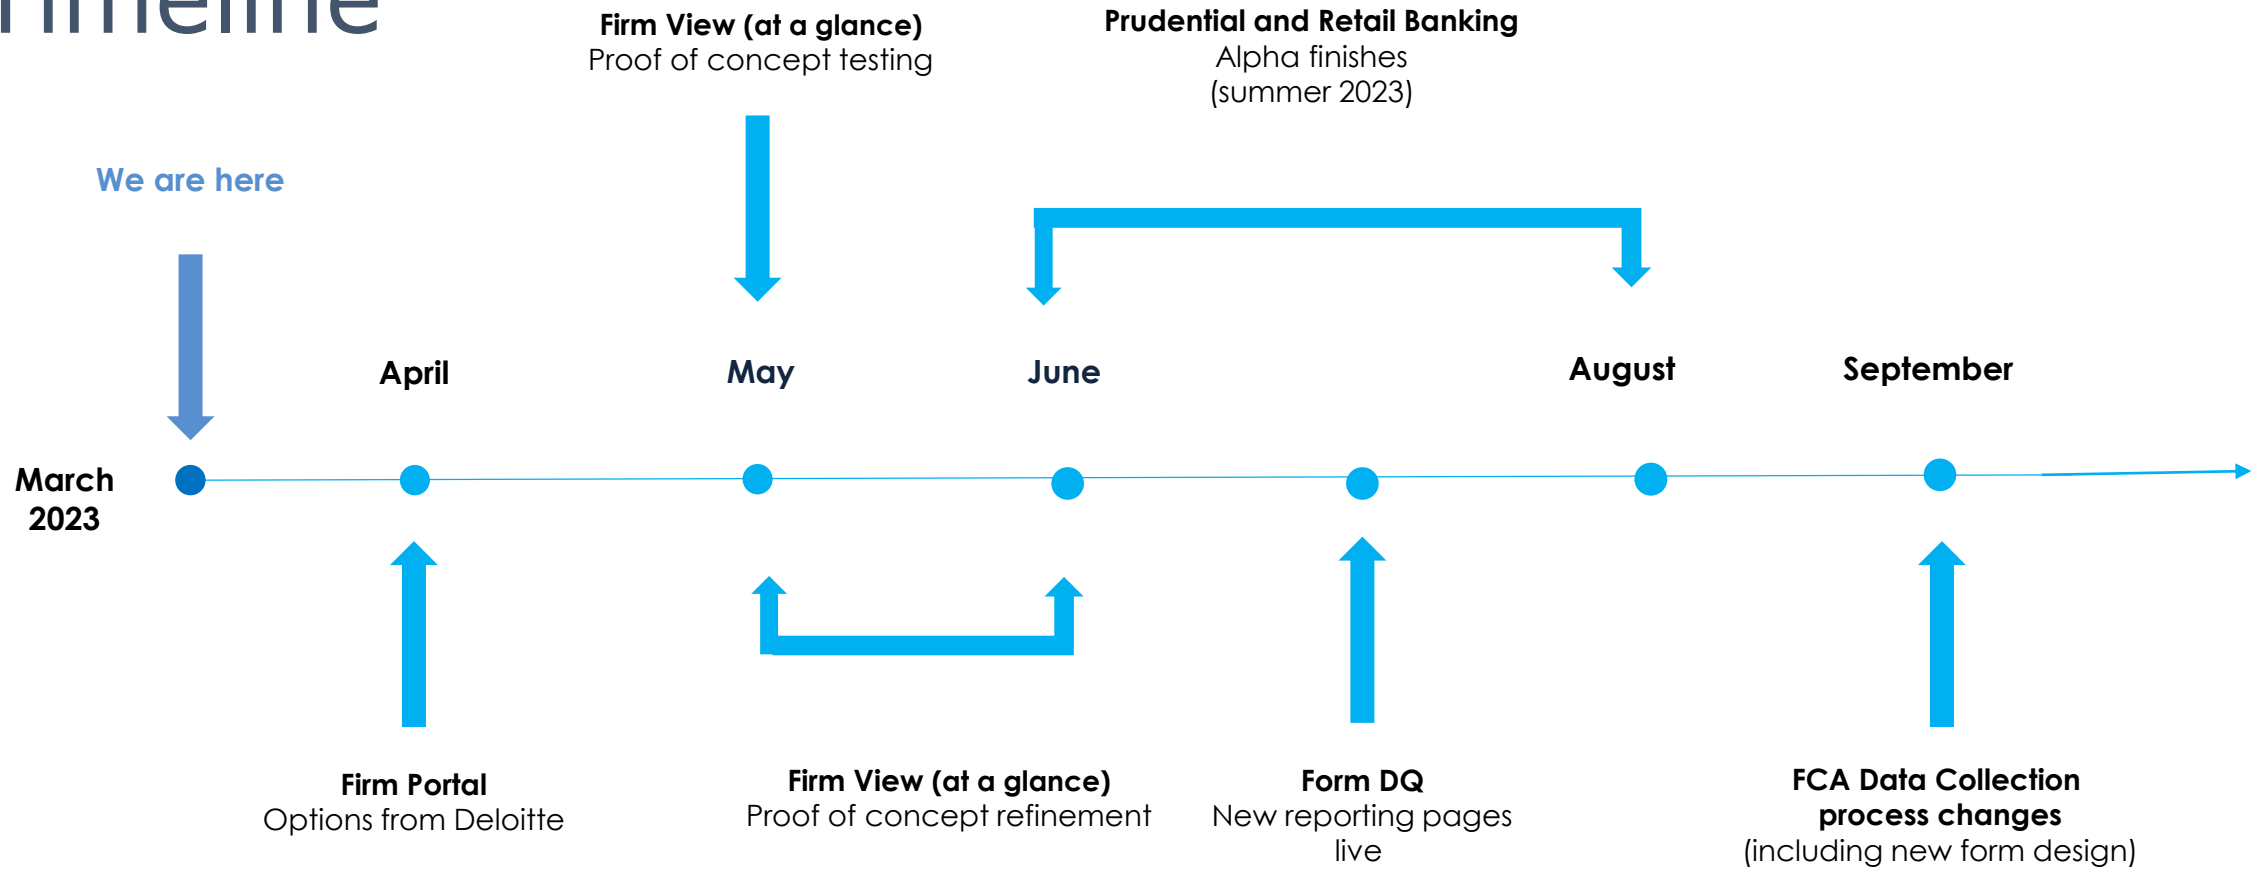 Timeline
Firm View (at a glance)
Proof of concept testing
Prudential and Retail Banking
Alpha finishes
(summer 2023)
We are here
April
May
June
August
September
March
2023
Firm Portal
Options from Deloitte
Firm View (at a glance)
Proof of concept refinement
Form DQ
New reporting pages
live
FCA Data Collection
process changes
(including new form design)